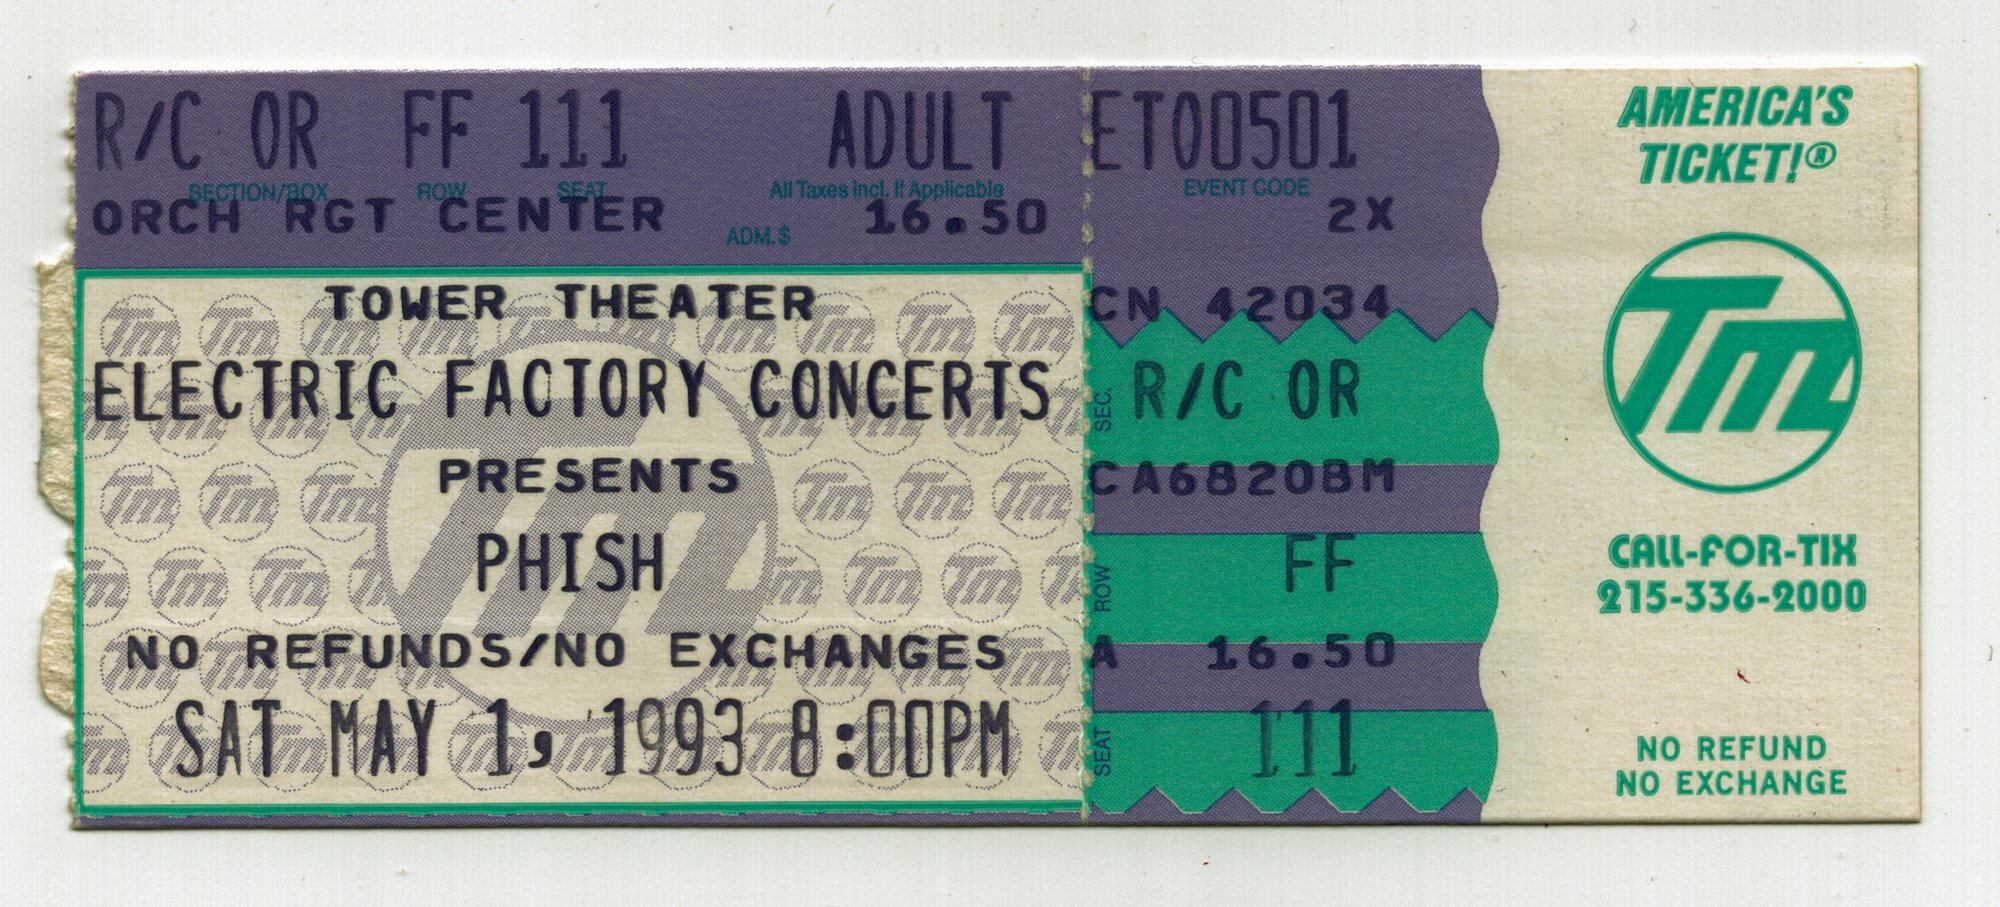 R/C OR FF 111 ADULT
SECTION/BOX ROW SEAT All Taxes incl. If Applicable
ORCH RGT CENTER ADM.$ 16.50
TOWER THEATER
ELECTRIC FACTORY CONCERTS
PRESENTS
PHISH
NO REFUNDS/NO EXCHANGES
SAT MAY 1, 1993 8:00PM
ET00501
EVENT CODE
2X
CN 42034
SEC. R/C OR
CA6820BM
ROW FF
A 16.50
SEAT 111
AMERICA'S
TICKET!®
TM
CALL-FOR-TIX
215-336-2000
NO REFUND
NO EXCHANGE